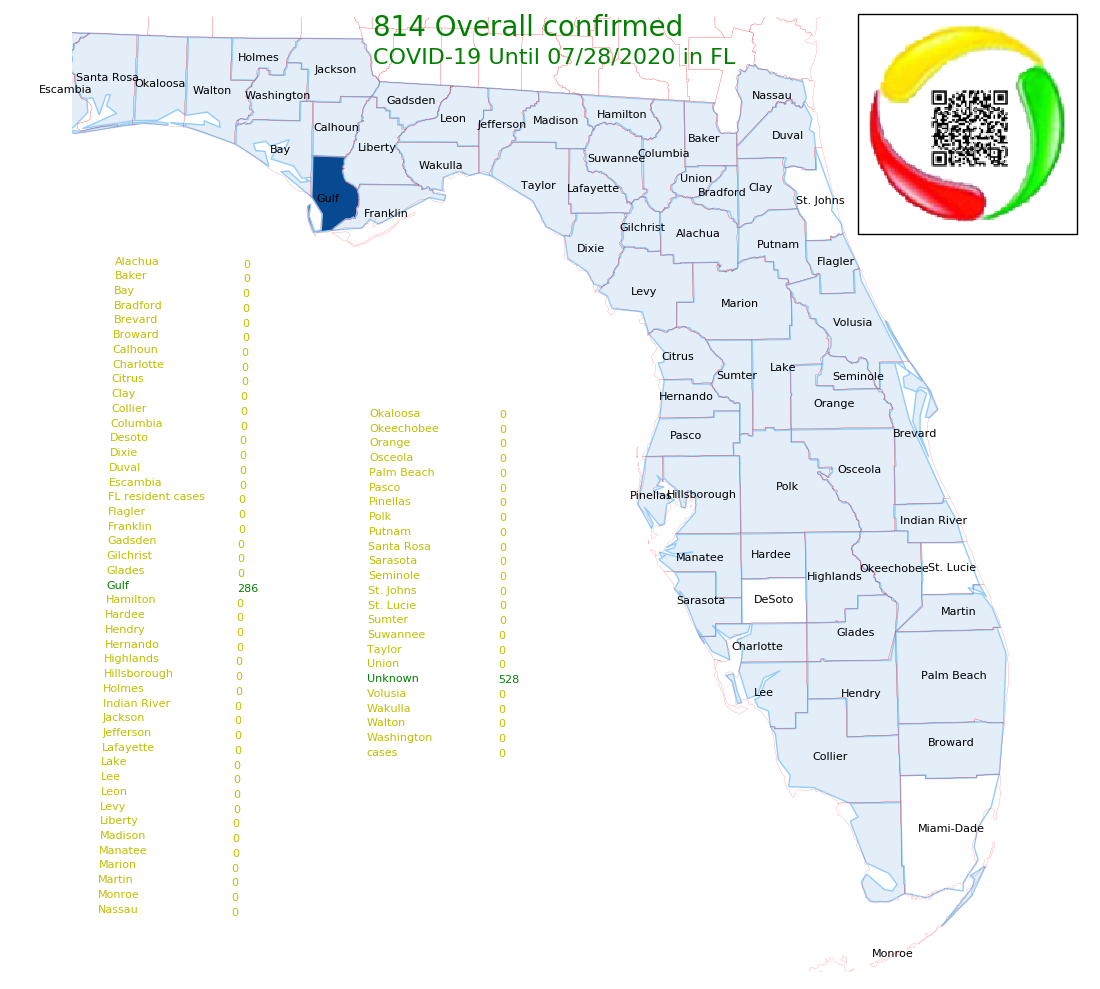 814 Overall confirmed
COVID-19 Until 07/28/2020 in FL
Holmes
Jackson
Santa Rosa
Okaloosa
Escambia
Walton
Washington
Gadsden
Leon
Jefferson
Madison
Hamilton
Nassau
Calhoun
Liberty
Bay
Wakulla
Suwannee
Columbia
Baker
Duval
Gulf
Franklin
Taylor
Lafayette
Union
Bradford
Clay
St. Johns
Dixie
Gilchrist
Alachua
Putnam
Flagler
Levy
Marion
Volusia
Citrus
Sumter
Lake
Seminole
Hernando
Orange
Pasco
Brevard
Pinellas
Hillsborough
Polk
Osceola
Indian River
Manatee
Hardee
Highlands
Okeechobee
St. Lucie
Sarasota
DeSoto
Martin
Charlotte
Glades
Lee
Hendry
Palm Beach
Collier
Broward
Miami-Dade
Monroe
Alachua 0
Baker 0
Bay 0
Bradford 0
Brevard 0
Broward 0
Calhoun 0
Charlotte 0
Citrus 0
Clay 0
Collier 0
Columbia 0
Desoto 0
Dixie 0
Duval 0
Escambia 0
FL resident cases 0
Flagler 0
Franklin 0
Gadsden 0
Gilchrist 0
Glades 0
Gulf 286
Hamilton 0
Hardee 0
Hendry 0
Hernando 0
Highlands 0
Hillsborough 0
Holmes 0
Indian River 0
Jackson 0
Jefferson 0
Lafayette 0
Lake 0
Lee 0
Leon 0
Levy 0
Liberty 0
Madison 0
Manatee 0
Marion 0
Martin 0
Monroe 0
Nassau 0
Okaloosa 0
Okeechobee 0
Orange 0
Osceola 0
Palm Beach 0
Pasco 0
Pinellas 0
Polk 0
Putnam 0
Santa Rosa 0
Sarasota 0
Seminole 0
St. Johns 0
St. Lucie 0
Sumter 0
Suwannee 0
Taylor 0
Union 0
Unknown 528
Volusia 0
Wakulla 0
Walton 0
Washington 0
cases 0